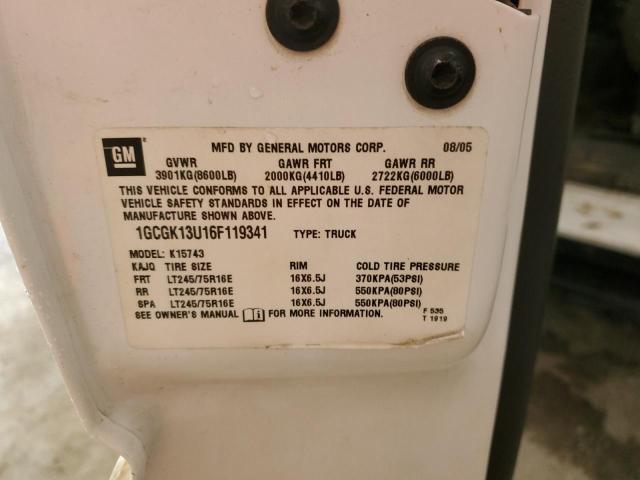 GM MFD BY GENERAL MOTORS CORP. 08/05
GVWR GAWR FRT GAWR RR
3901KG(8600LB) 2000KG(4410LB) 2722KG(6000LB)
THIS VEHICLE CONFORMS TO ALL APPLICABLE U.S. FEDERAL MOTOR
VEHICLE SAFETY STANDARDS IN EFFECT ON THE DATE OF
MANUFACTURE SHOWN ABOVE.
1GCGK13U16F119341 TYPE: TRUCK
MODEL: K15743
KAJQ TIRE SIZE RIM COLD TIRE PRESSURE
FRT LT245/75R16E 16X6.5J 370KPA(53PSI)
RR LT245/75R16E 16X6.5J 550KPA(80PSI)
SPA LT245/75R16E 16X6.5J 550KPA(80PSI)
SEE OWNER'S MANUAL i FOR MORE INFORMATION. F 535
T 1919